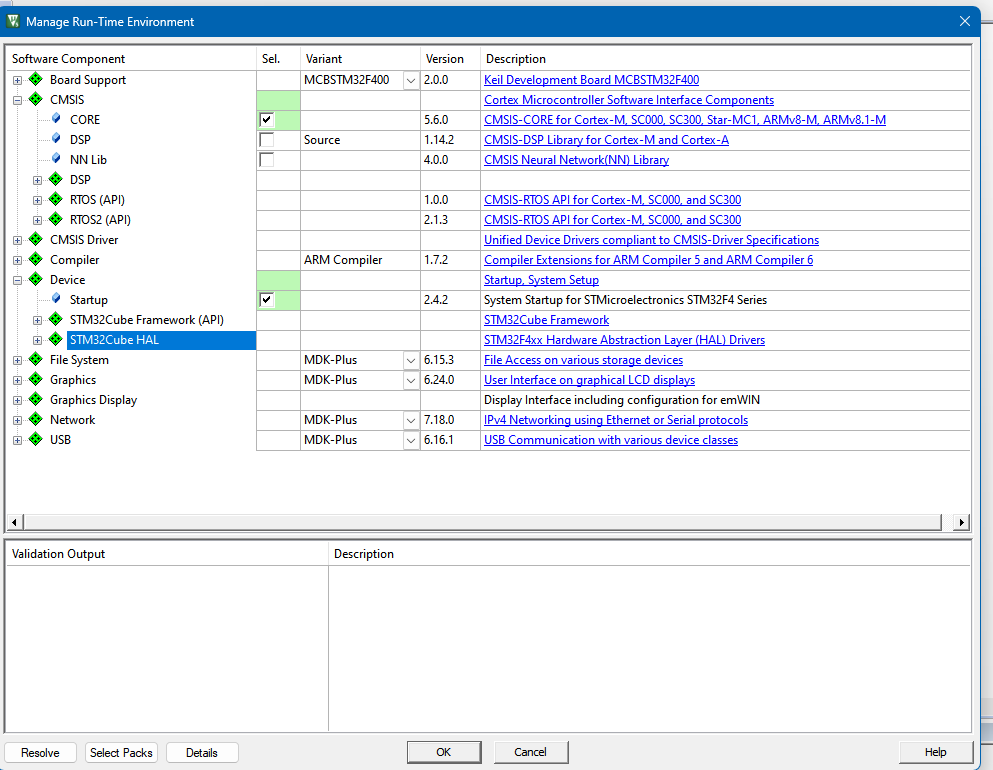 Manage Run-Time Environment
Software Component Sel. Variant Version Description
Board Support MCBSTM32F400 2.0.0 Keil Development Board MCBSTM32F400
CMSIS Cortex Microcontroller Software Interface Components
CORE 5.6.0 CMSIS-CORE for Cortex-M, SC000, SC300, Star-MC1, ARMv8-M, ARMv8.1-M
DSP Source 1.14.2 CMSIS-DSP Library for Cortex-M and Cortex-A
NN Lib 4.0.0 CMSIS Neural Network(NN) Library
DSP
RTOS (API) 1.0.0 CMSIS-RTOS API for Cortex-M, SC000, and SC300
RTOS2 (API) 2.1.3 CMSIS-RTOS API for Cortex-M, SC000, and SC300
CMSIS Driver Unified Device Drivers compliant to CMSIS-Driver Specifications
Compiler ARM Compiler 1.7.2 Compiler Extensions for ARM Compiler 5 and ARM Compiler 6
Device Startup, System Setup
Startup 2.4.2 System Startup for STMicroelectronics STM32F4 Series
STM32Cube Framework (API) STM32Cube Framework
STM32Cube HAL STM32F4xx Hardware Abstraction Layer (HAL) Drivers
File System MDK-Plus 6.15.3 File Access on various storage devices
Graphics MDK-Plus 6.24.0 User Interface on graphical LCD displays
Graphics Display Display Interface including configuration for emWIN
Network MDK-Plus 7.18.0 IPv4 Networking using Ethernet or Serial protocols
USB MDK-Plus 6.16.1 USB Communication with various device classes
Validation Output Description
Resolve Select Packs Details OK Cancel Help